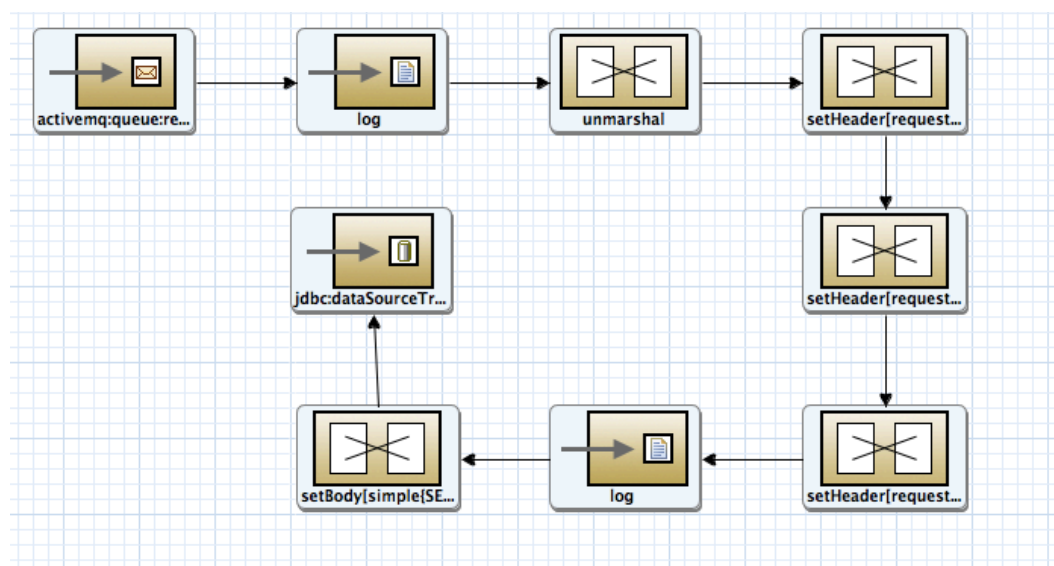 activemq:queue:re...
log
unmarshal
setHeader[request...
jdbc:dataSourceTr...
setHeader[request...
setBody[simple{SE...
log
setHeader[request...